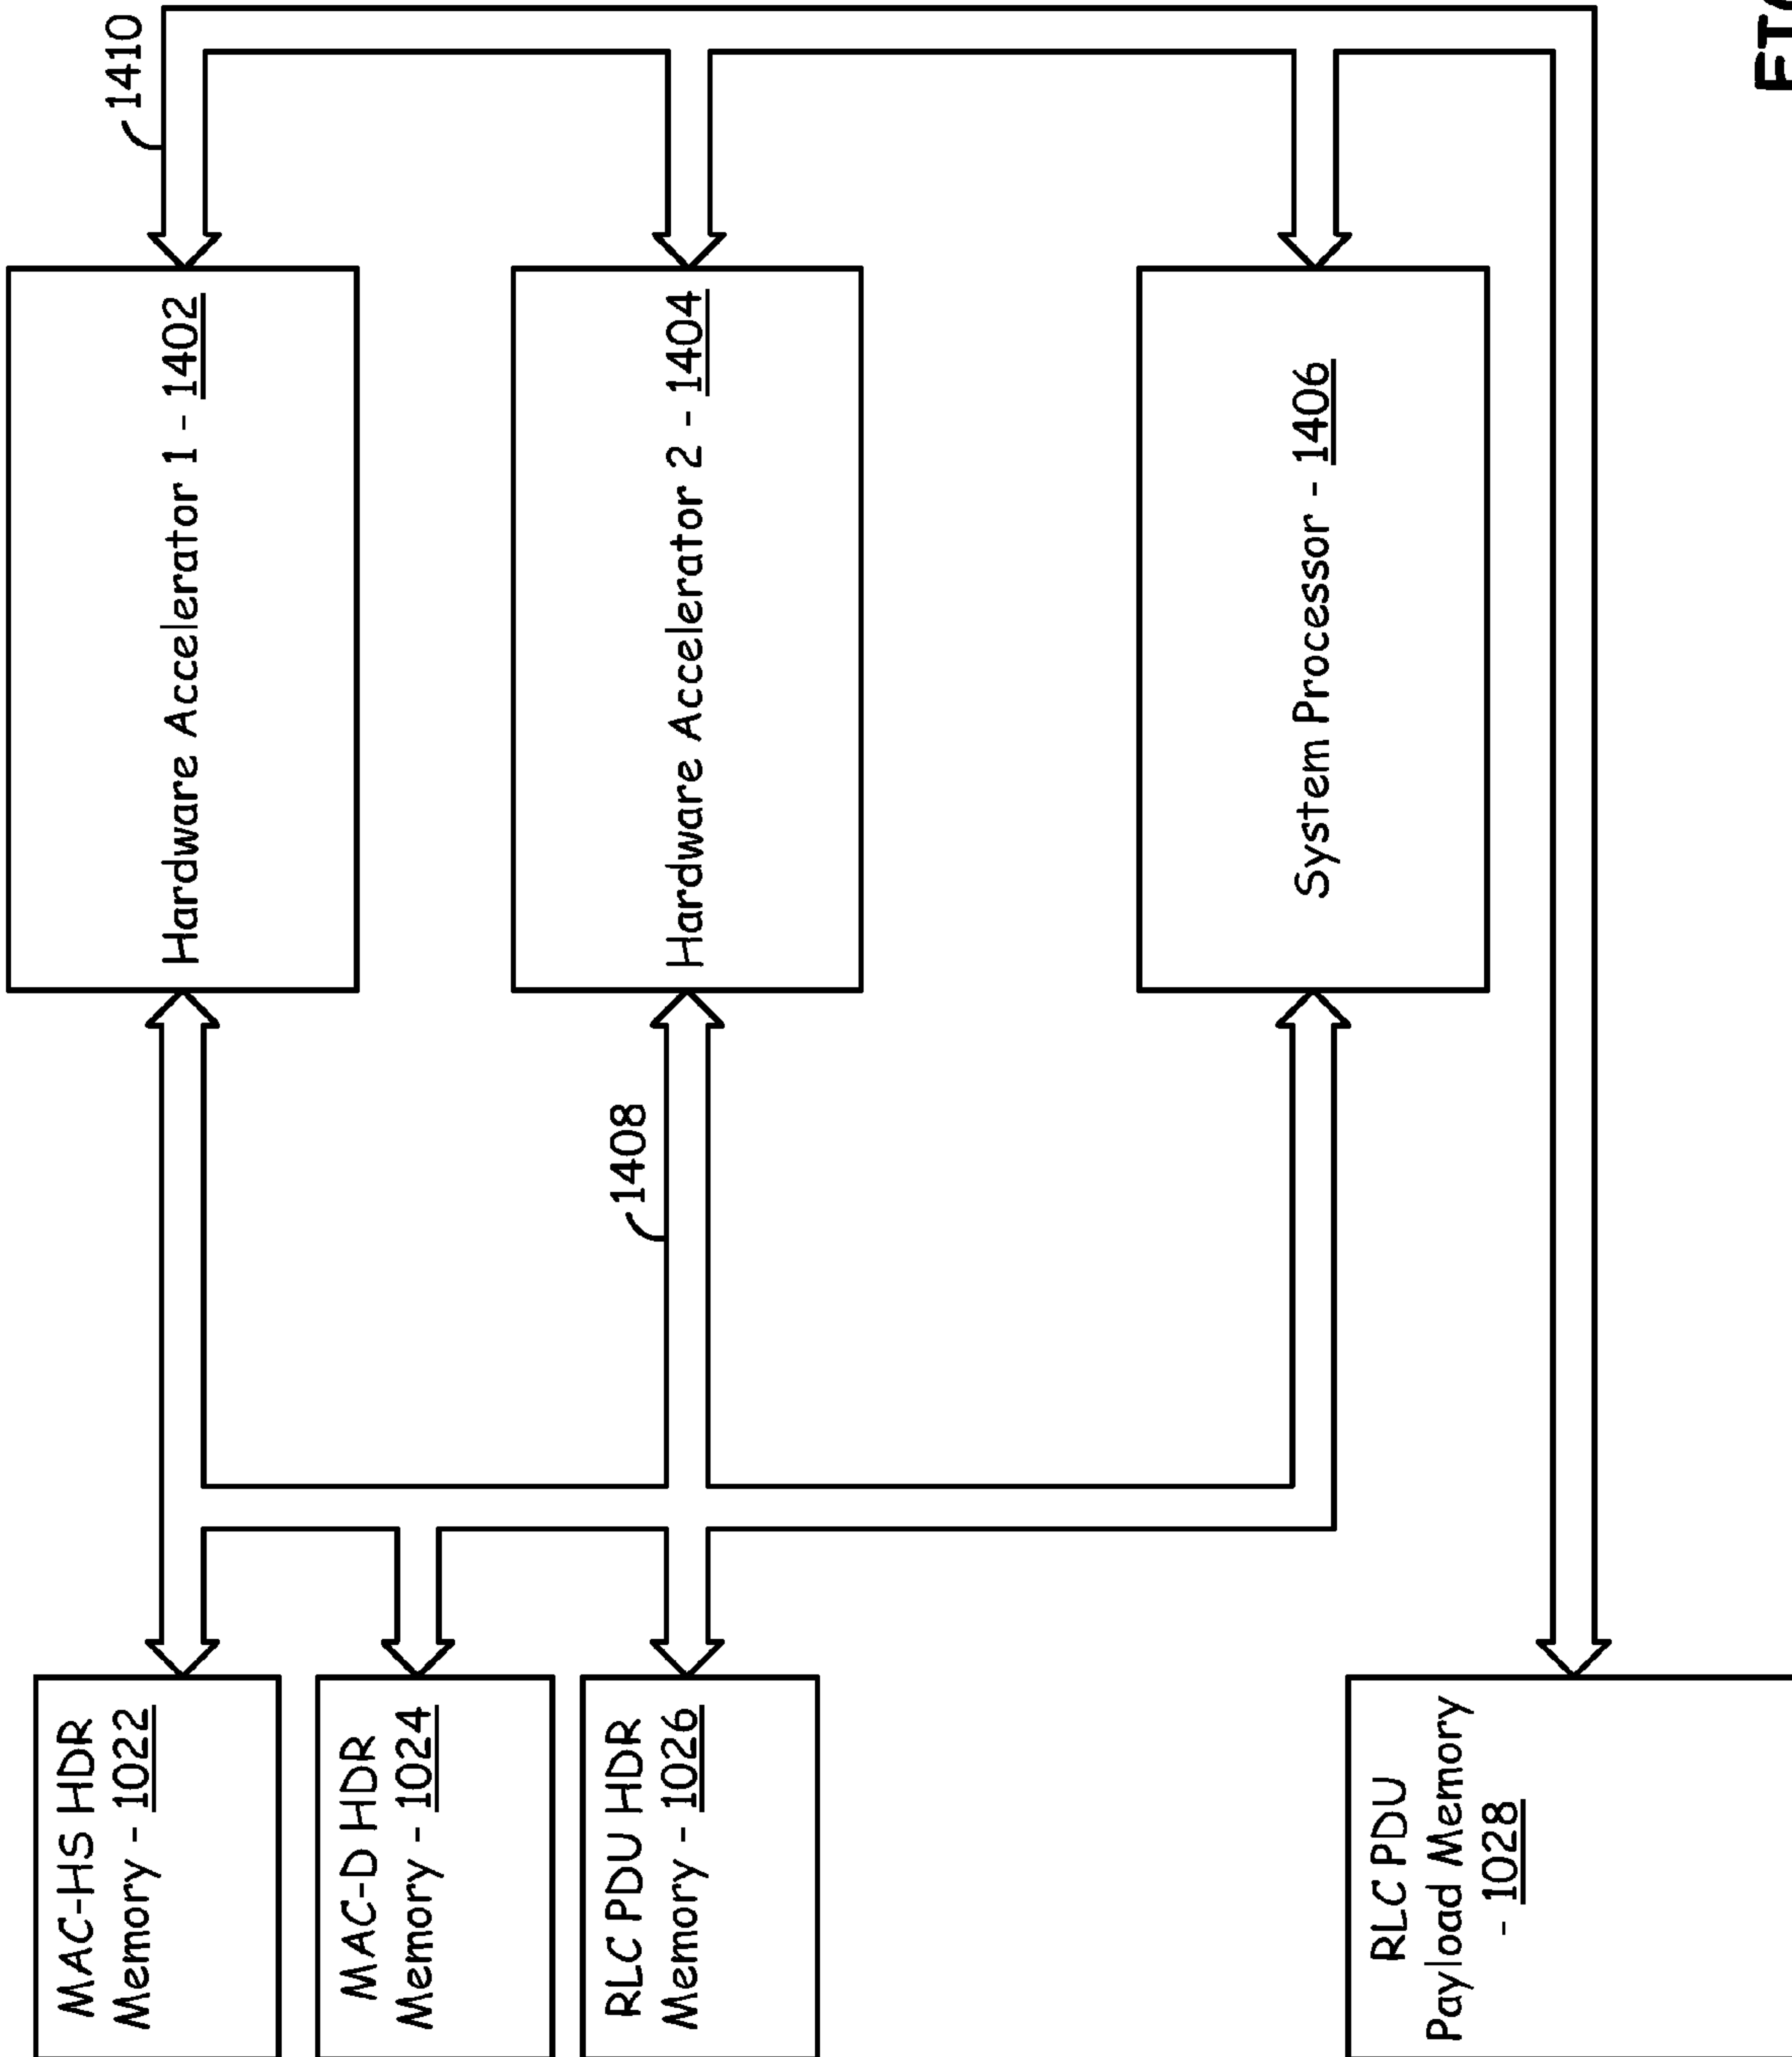 MAC-HS HDR
Memory - 1022
MAC-D HDR
Memory - 1024
RLC PDU HDR
Memory - 1026
RLC PDU
Payload Memory
- 1028
1408
Hardware Accelerator 1 - 1402
Hardware Accelerator 2 - 1404
System Processor - 1406
1410